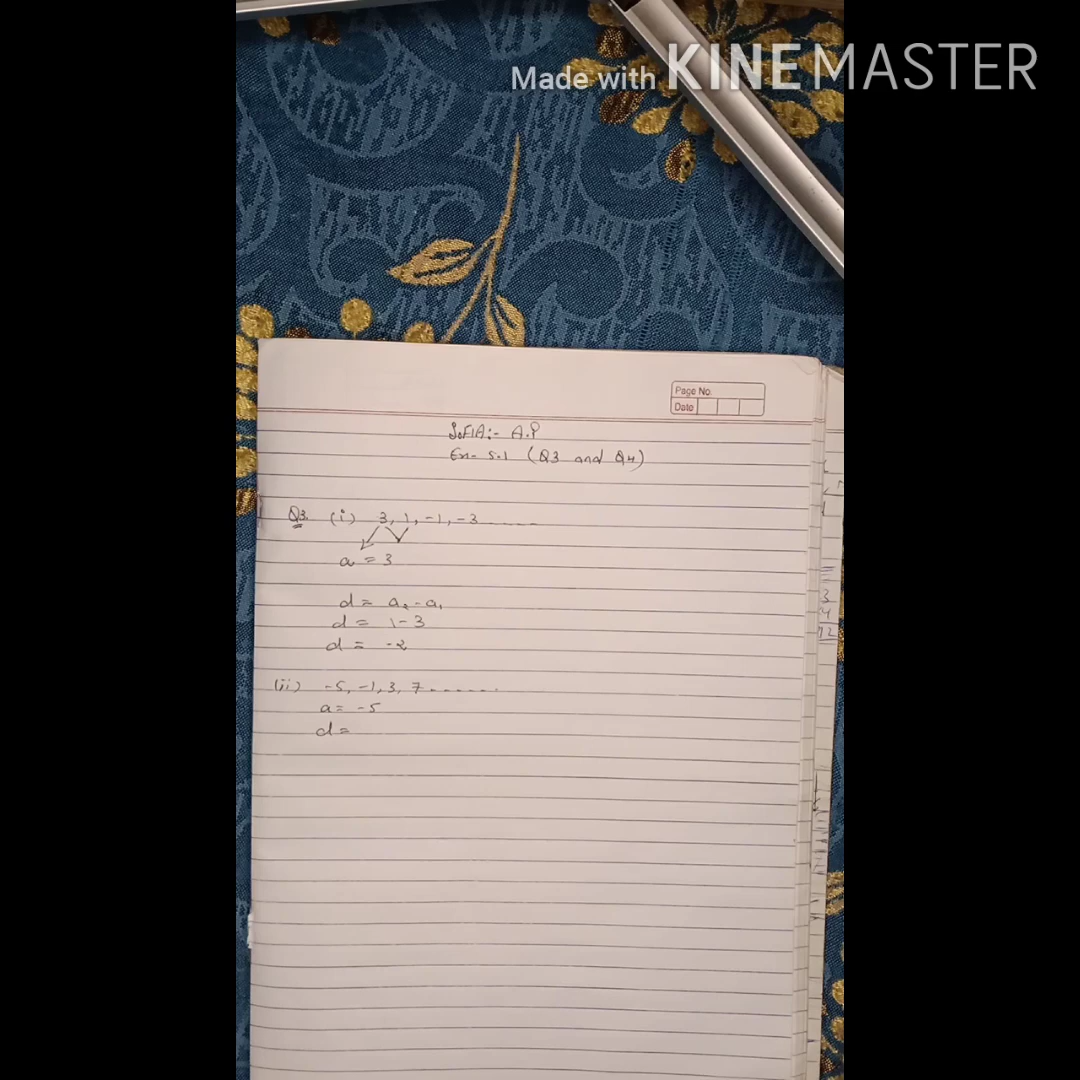 Made with KINEMASTER
Page No.
Date
A.P
Ex- 5.1 (Q3 and Q4)
Q3. (i) 3, 1, -1, -3 ......
a = 3
d = a₂ - a₁
d = 1 - 3
d = -2
(ii) -5, -1, 3, 7 .......
a = -5
d =